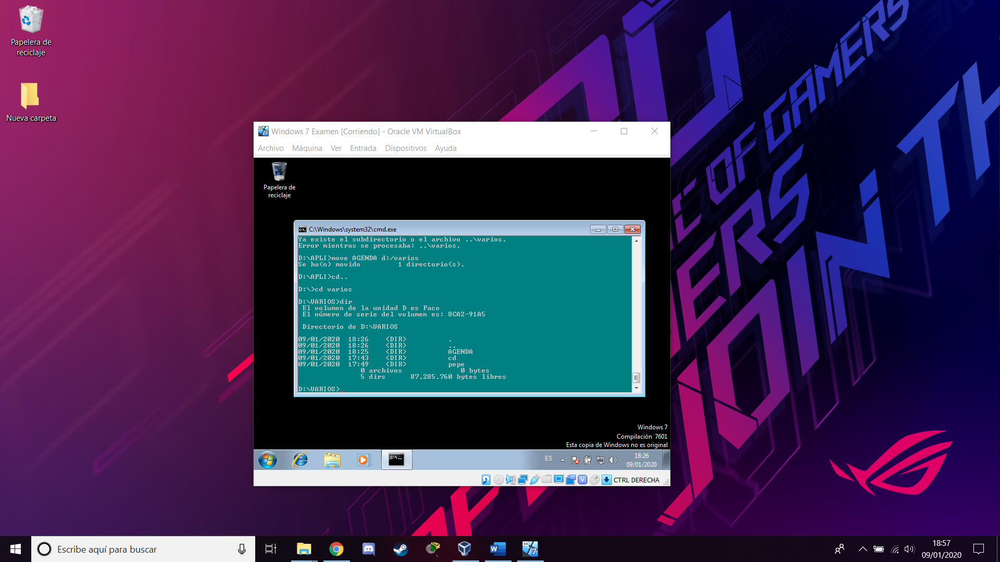 Papelera de
reciclaje
Nueva carpeta
OF GAMERS
JOIN TH
Windows 7 Examen [Corriendo] - Oracle VM VirtualBox
Archivo Máquina Ver Entrada Dispositivos Ayuda
Papelera de
reciclaje
C:\Windows\system32\cmd.exe
Ya existe el subdirectorio o el archivo ..\varios.
Error mientras se procesaba: ..\varios.
D:\APLI>move AGENDA d:/varios
Se ha(n) movido 1 directorio(s).
D:\APLI>cd..
D:\>cd varios
D:\VARIOS>dir
El volumen de la unidad D es Paco
El número de serie del volumen es: 8CA2-91A5
Directorio de D:\VARIOS
09/01/2020 18:26 <DIR> .
09/01/2020 18:26 <DIR> ..
09/01/2020 18:25 <DIR> AGENDA
09/01/2020 17:43 <DIR> cd
09/01/2020 17:49 <DIR> pepe
0 archivos 0 bytes
5 dirs 87.285.760 bytes libres
D:\VARIOS>_
Windows 7
Compilación 7601
Esta copia de Windows no es original
ES
18:26
09/01/2020
CTRL DERECHA
Escribe aquí para buscar
18:57
09/01/2020